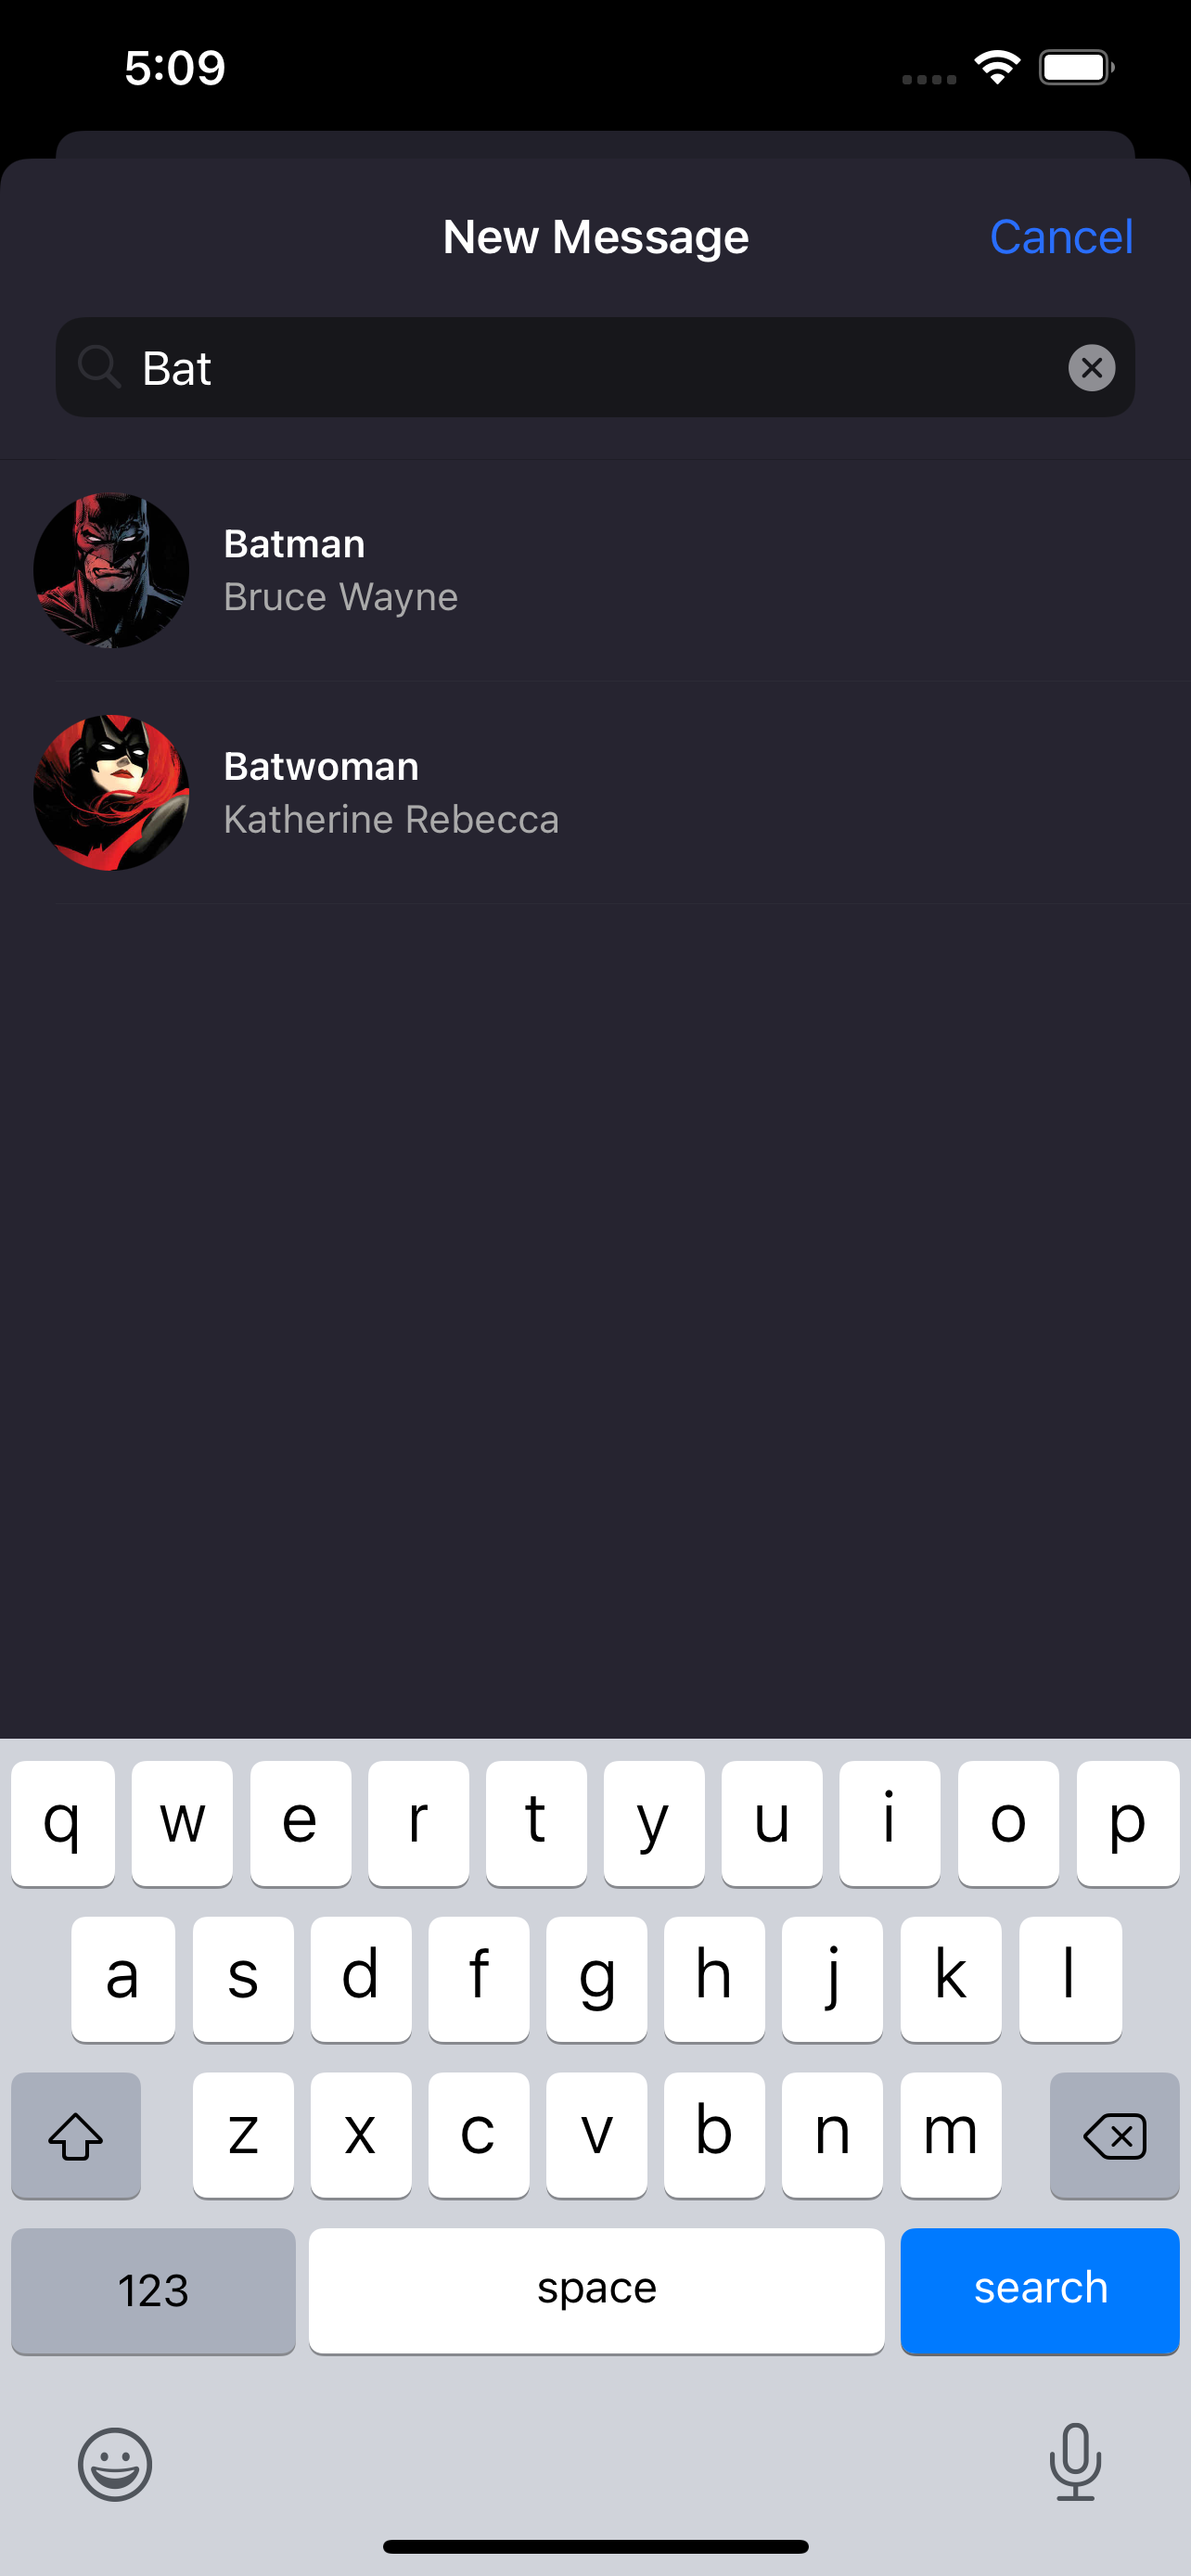 5:09
New Message
Cancel
Bat
Batman
Bruce Wayne
Batwoman
Katherine Rebecca
q w e r t y u i o p
a s d f g h j k l
z x c v b n m
123 space search